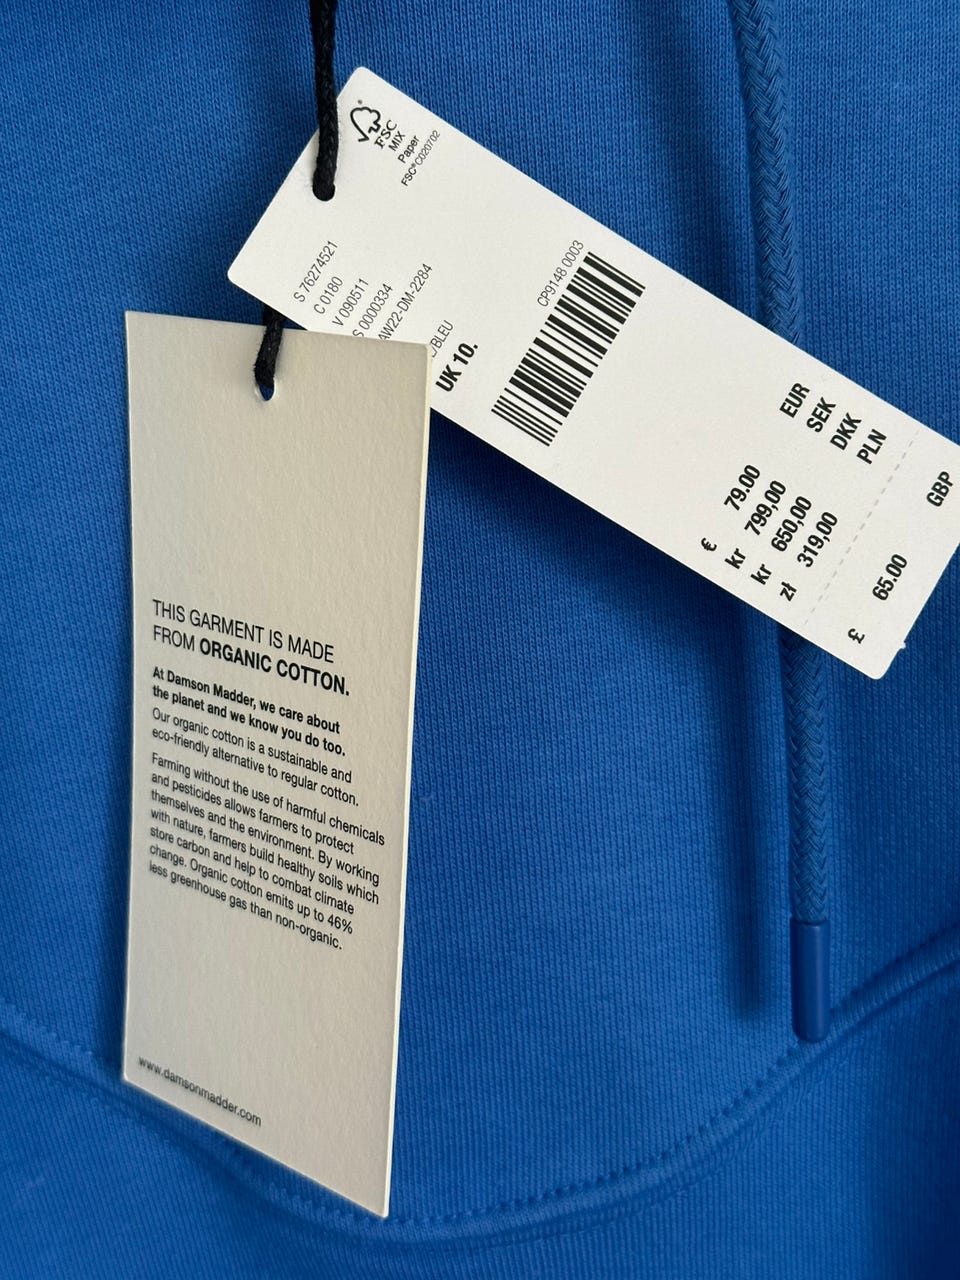 FSC®
MIX
Paper
FSC® C020702
S 76274521
C 0180
V 090511
S 0000334
AW22-DM-2284
/BLEU
UK 10.
CP9148 0003
€ 79.00 EUR
kr 799,00 SEK
kr 650,00 DKK
zł 319,00 PLN
£ 65.00 GBP
THIS GARMENT IS MADE
FROM ORGANIC COTTON.
At Damson Madder, we care about
the planet and we know you do too.
Our organic cotton is a sustainable and
eco-friendly alternative to regular cotton.
Farming without the use of harmful chemicals
and pesticides allows farmers to protect
themselves and the environment. By working
with nature, farmers build healthy soils which
store carbon and help to combat climate
change. Organic cotton emits up to 46%
less greenhouse gas than non-organic.
www.damsonmadder.com